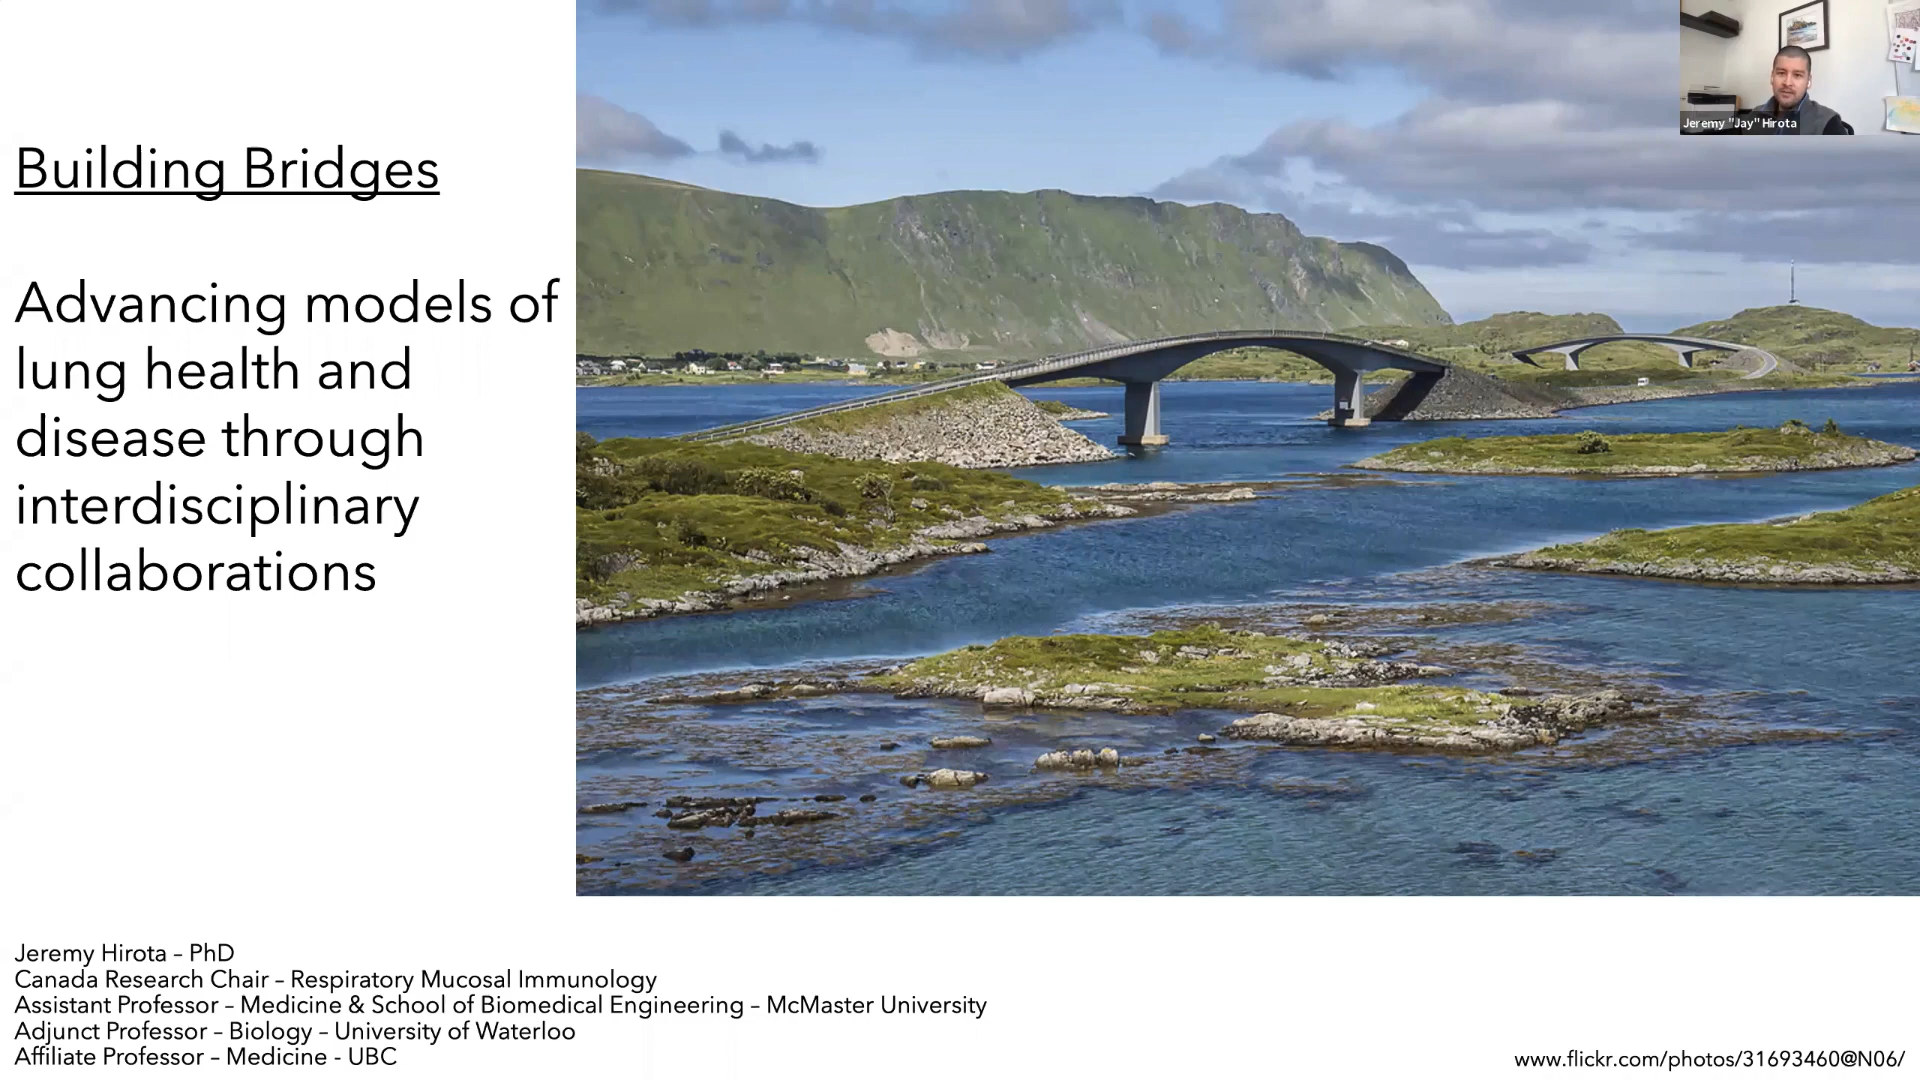 Building Bridges
Advancing models of
lung health and
disease through
interdisciplinary
collaborations
Jeremy "Jay" Hirota
Jeremy Hirota – PhD
Canada Research Chair – Respiratory Mucosal Immunology
Assistant Professor – Medicine & School of Biomedical Engineering – McMaster University
Adjunct Professor – Biology – University of Waterloo
Affiliate Professor – Medicine - UBC
www.flickr.com/photos/31693460@N06/